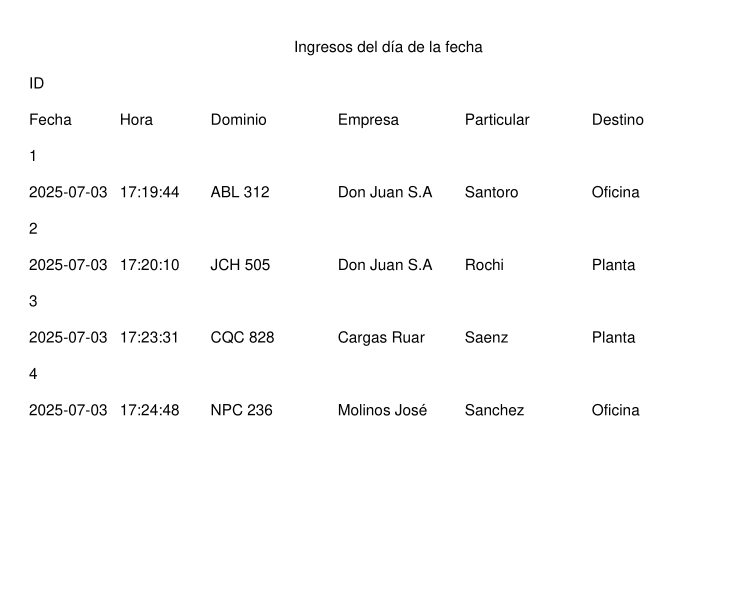 Ingresos del día de la fecha
ID
Fecha Hora Dominio Empresa Particular Destino
1
2025-07-03 17:19:44 ABL 312 Don Juan S.A Santoro Oficina
2
2025-07-03 17:20:10 JCH 505 Don Juan S.A Rochi Planta
3
2025-07-03 17:23:31 CQC 828 Cargas Ruar Saenz Planta
4
2025-07-03 17:24:48 NPC 236 Molinos José Sanchez Oficina